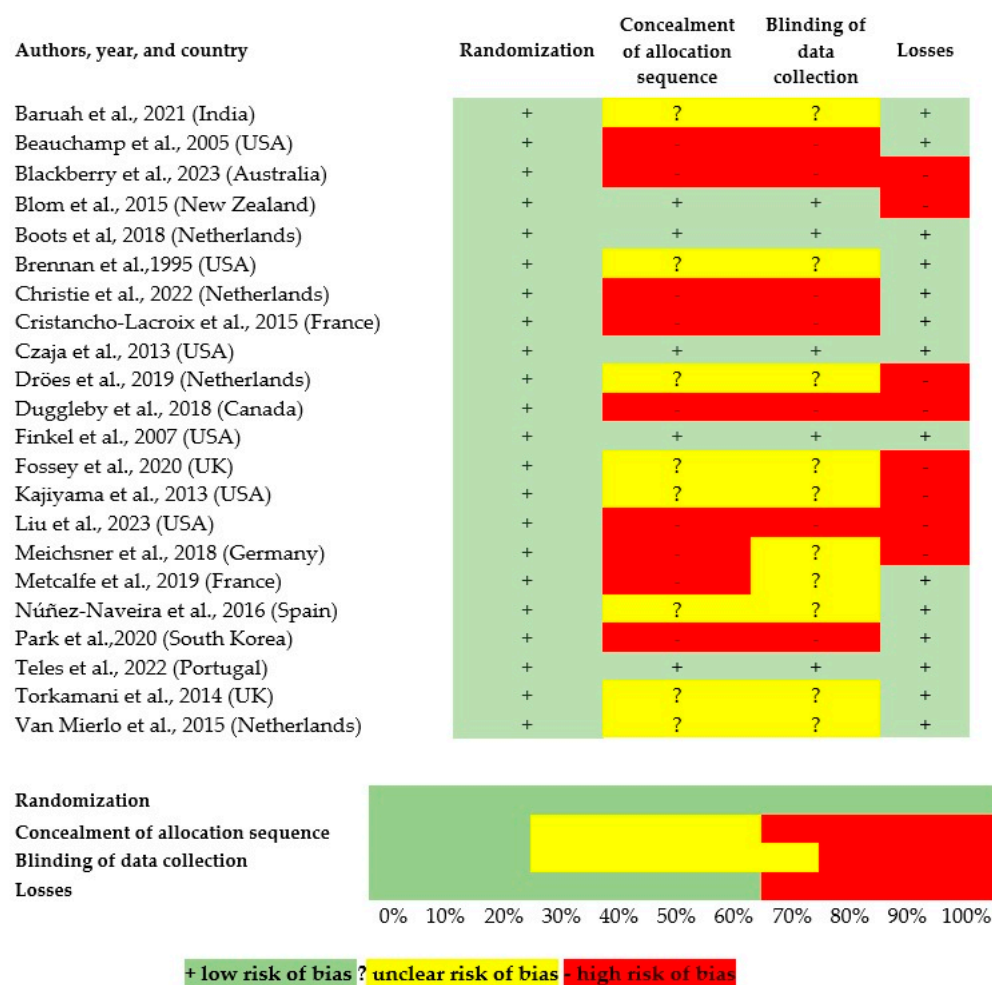 Authors, year, and country Randomization Concealment of allocation sequence Blinding of data collection Losses
Baruah et al., 2021 (India) + ? ? +
Beauchamp et al., 2005 (USA) + - - +
Blackberry et al., 2023 (Australia) + - - -
Blom et al., 2015 (New Zealand) + + + -
Boots et al, 2018 (Netherlands) + + + +
Brennan et al.,1995 (USA) + ? ? +
Christie et al., 2022 (Netherlands) + - - +
Cristancho-Lacroix et al., 2015 (France) + - - +
Czaja et al., 2013 (USA) + + + +
Dröes et al., 2019 (Netherlands) + ? ? -
Duggleby et al., 2018 (Canada) + - - -
Finkel et al., 2007 (USA) + + + +
Fossey et al., 2020 (UK) + ? ? -
Kajiyama et al., 2013 (USA) + ? ? -
Liu et al., 2023 (USA) + - - -
Meichsner et al., 2018 (Germany) + - ? -
Metcalfe et al., 2019 (France) + - ? +
Núñez-Naveira et al., 2016 (Spain) + ? ? +
Park et al.,2020 (South Korea) + - - +
Teles et al., 2022 (Portugal) + + + +
Torkamani et al., 2014 (UK) + ? ? +
Van Mierlo et al., 2015 (Netherlands) + ? ? +
Randomization
Concealment of allocation sequence
Blinding of data collection
Losses
0% 10% 20% 30% 40% 50% 60% 70% 80% 90% 100%
+ low risk of bias ? unclear risk of bias - high risk of bias